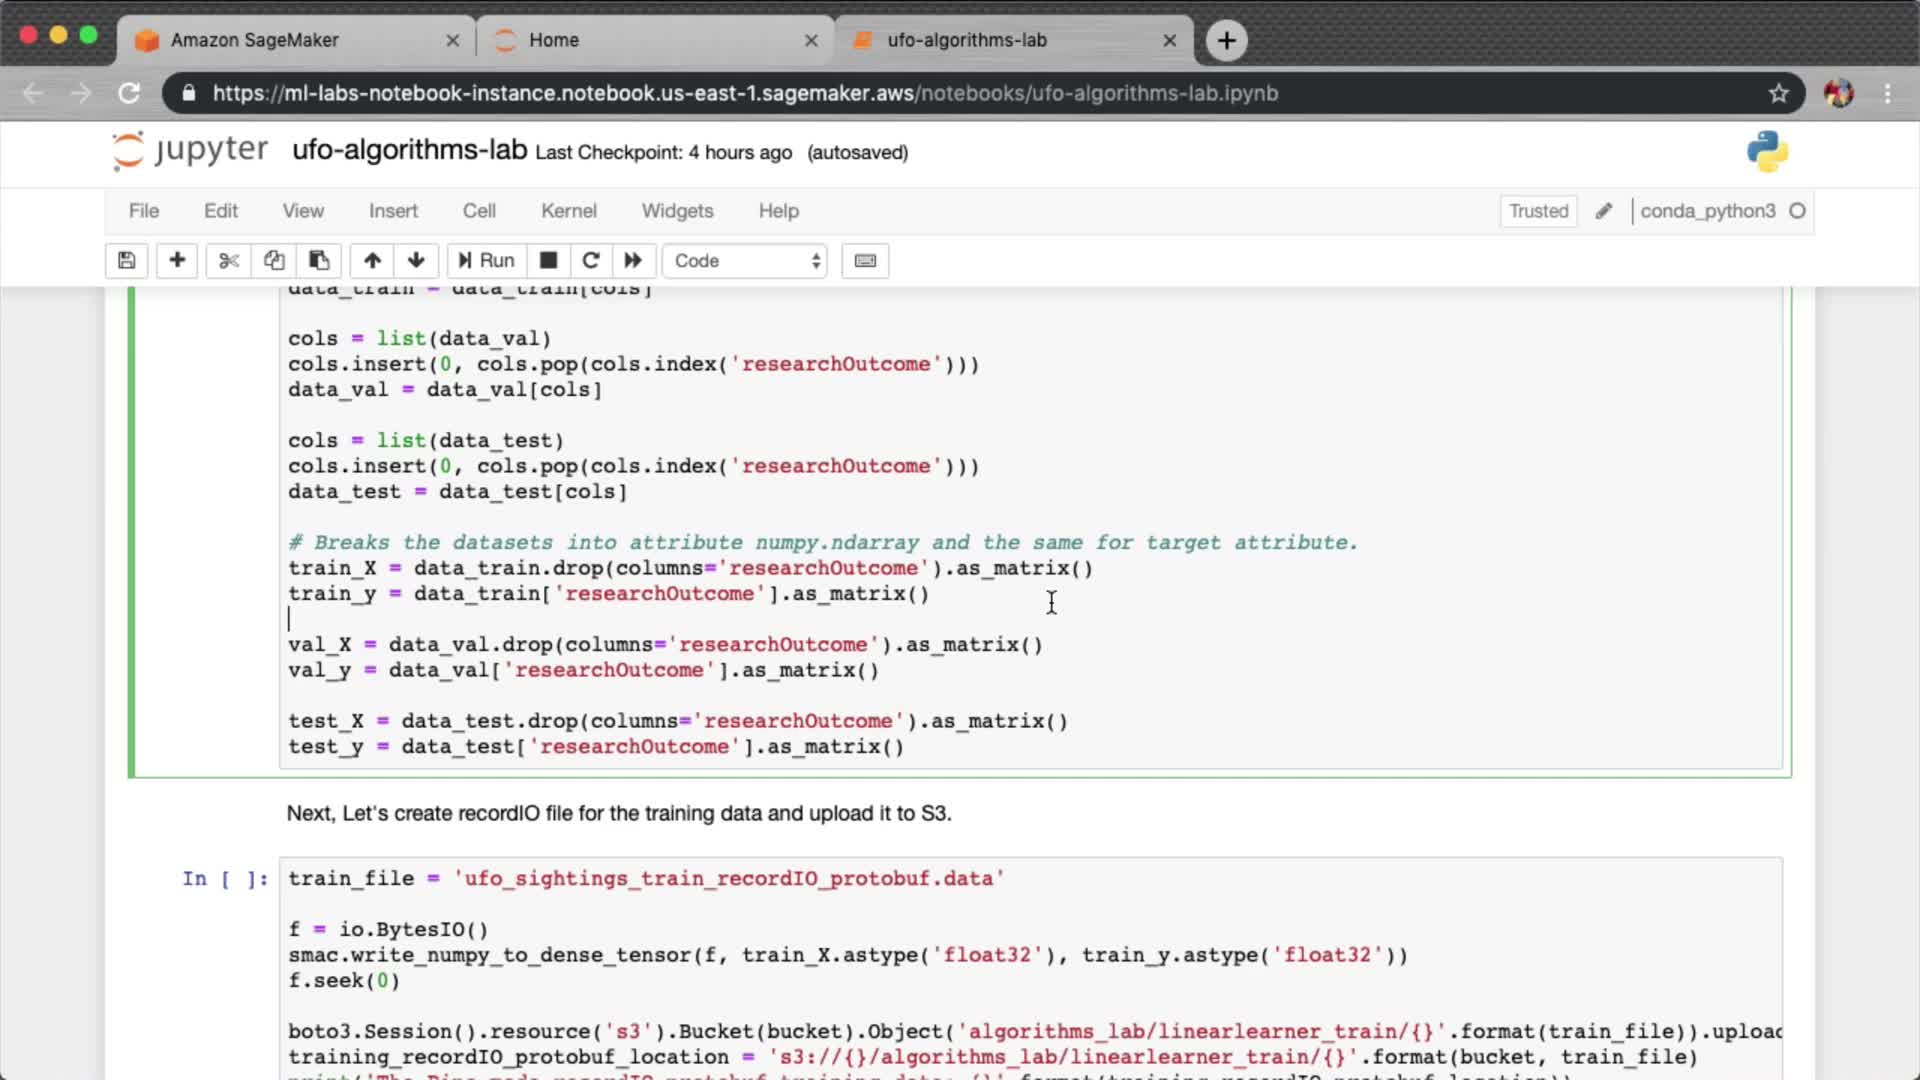 Amazon SageMaker
Home
ufo-algorithms-lab
https://ml-labs-notebook-instance.notebook.us-east-1.sagemaker.aws/notebooks/ufo-algorithms-lab.ipynb
jupyter ufo-algorithms-lab Last Checkpoint: 4 hours ago (autosaved)
File Edit View Insert Cell Kernel Widgets Help Trusted conda_python3
Run Code
data_train = data_train[cols]
cols = list(data_val)
cols.insert(0, cols.pop(cols.index('researchOutcome')))
data_val = data_val[cols]
cols = list(data_test)
cols.insert(0, cols.pop(cols.index('researchOutcome')))
data_test = data_test[cols]
# Breaks the datasets into attribute numpy.ndarray and the same for target attribute.
train_X = data_train.drop(columns='researchOutcome').as_matrix()
train_y = data_train['researchOutcome'].as_matrix()
val_X = data_val.drop(columns='researchOutcome').as_matrix()
val_y = data_val['researchOutcome'].as_matrix()
test_X = data_test.drop(columns='researchOutcome').as_matrix()
test_y = data_test['researchOutcome'].as_matrix()
Next, Let's create recordIO file for the training data and upload it to S3.
In [ ]: train_file = 'ufo_sightings_train_recordIO_protobuf.data'
f = io.BytesIO()
smac.write_numpy_to_dense_tensor(f, train_X.astype('float32'), train_y.astype('float32'))
f.seek(0)
boto3.Session().resource('s3').Bucket(bucket).Object('algorithms_lab/linearlearner_train/{}'.format(train_file)).upload
training_recordIO_protobuf_location = 's3://{}/algorithms_lab/linearlearner_train/{}'.format(bucket, train_file)